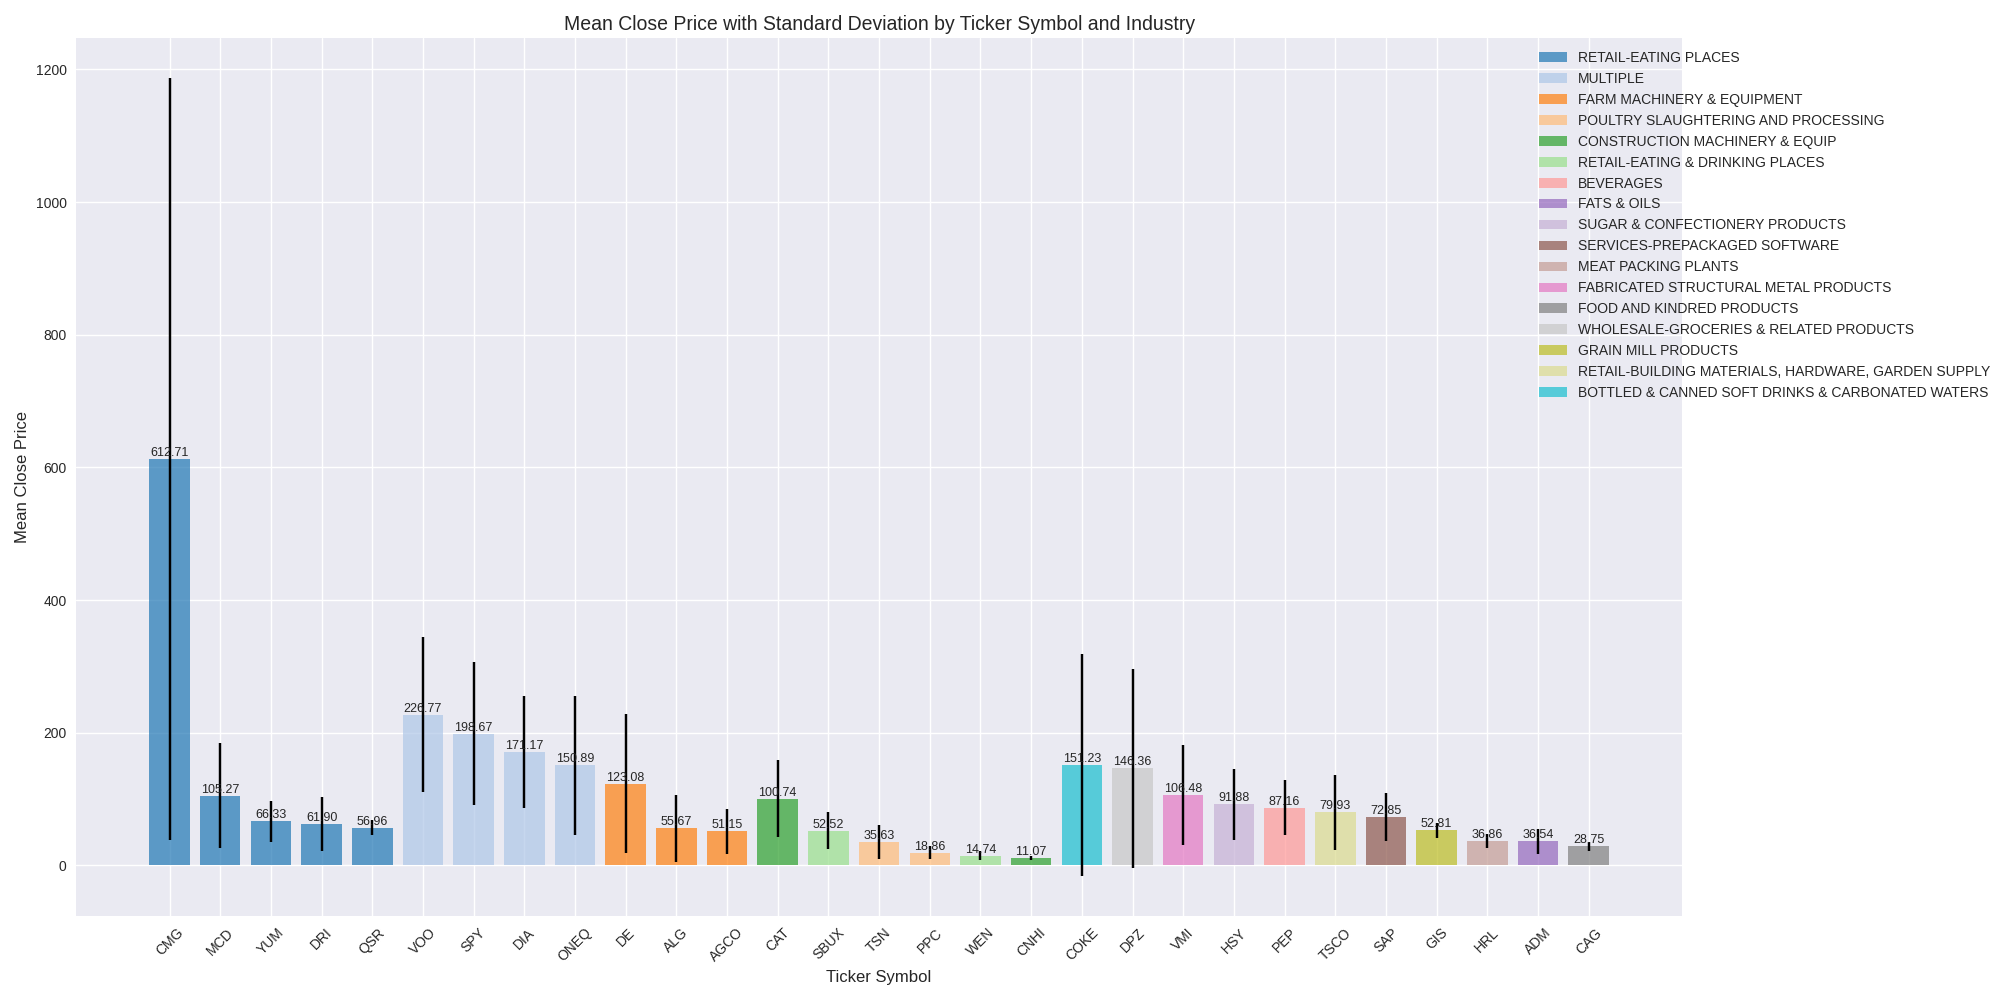 Mean Close Price with Standard Deviation by Ticker Symbol and Industry
RETAIL-EATING PLACES
MULTIPLE
FARM MACHINERY & EQUIPMENT
POULTRY SLAUGHTERING AND PROCESSING
CONSTRUCTION MACHINERY & EQUIP
RETAIL-EATING & DRINKING PLACES
BEVERAGES
FATS & OILS
SUGAR & CONFECTIONERY PRODUCTS
SERVICES-PREPACKAGED SOFTWARE
MEAT PACKING PLANTS
FABRICATED STRUCTURAL METAL PRODUCTS
FOOD AND KINDRED PRODUCTS
WHOLESALE-GROCERIES & RELATED PRODUCTS
GRAIN MILL PRODUCTS
RETAIL-BUILDING MATERIALS, HARDWARE, GARDEN SUPPLY
BOTTLED & CANNED SOFT DRINKS & CARBONATED WATERS
Mean Close Price
1200
1000
800
600
400
200
0
612.71
105.27
66.33
61.90
56.96
226.77
198.67
171.17
150.89
123.08
55.67
51.15
100.74
52.52
35.63
18.86
14.74
11.07
151.23
146.36
106.48
91.88
87.16
79.93
72.85
52.81
36.86
36.54
28.75
CMG
MCD
YUM
DRI
QSR
VOO
SPY
DIA
ONEQ
DE
ALG
AGCO
CAT
SBUX
TSN
PPC
WEN
CNHI
COKE
DPZ
VMI
HSY
PEP
TSCO
SAP
GIS
HRL
ADM
CAG
Ticker Symbol